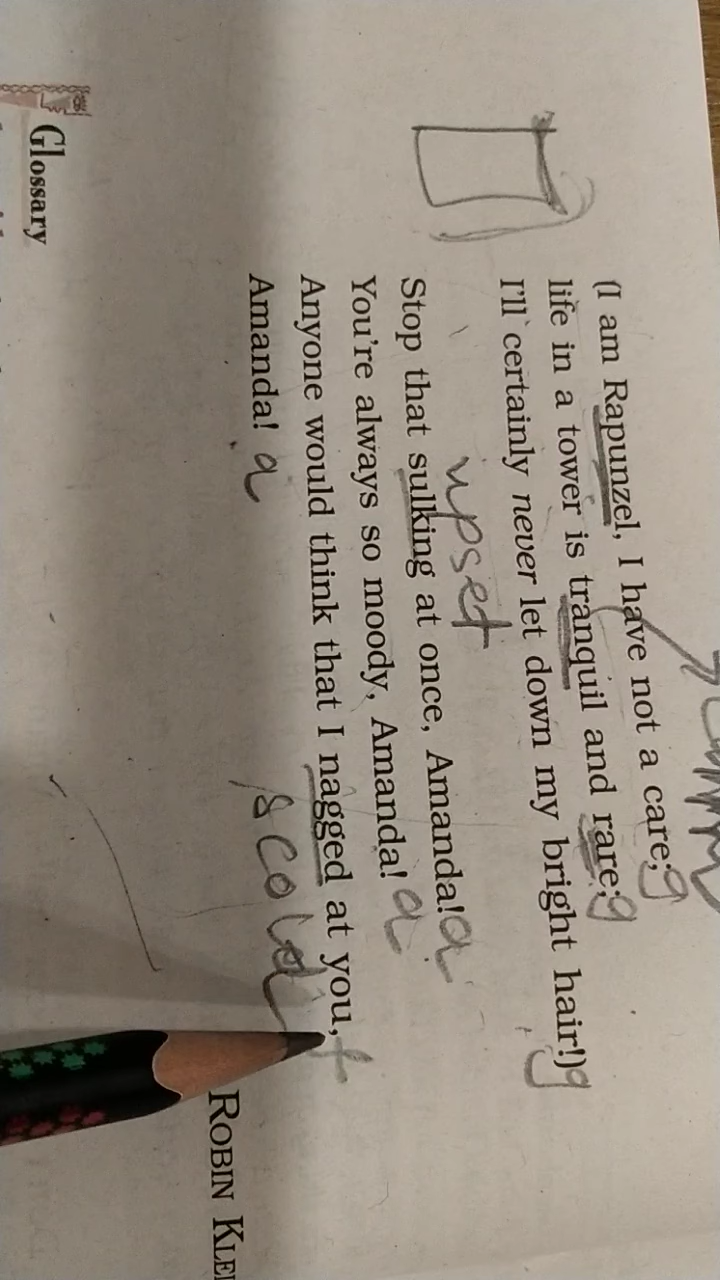 (I am Rapunzel, I have not a care; g
life in a tower is tranquil and rare; g
I'll certainly never let down my bright hair!) g
upset
Stop that sulking at once, Amanda! a
You're always so moody, Amanda! a
Anyone would think that I nagged at you, f
scold
Amanda! a
ROBIN KLEI
Glossary